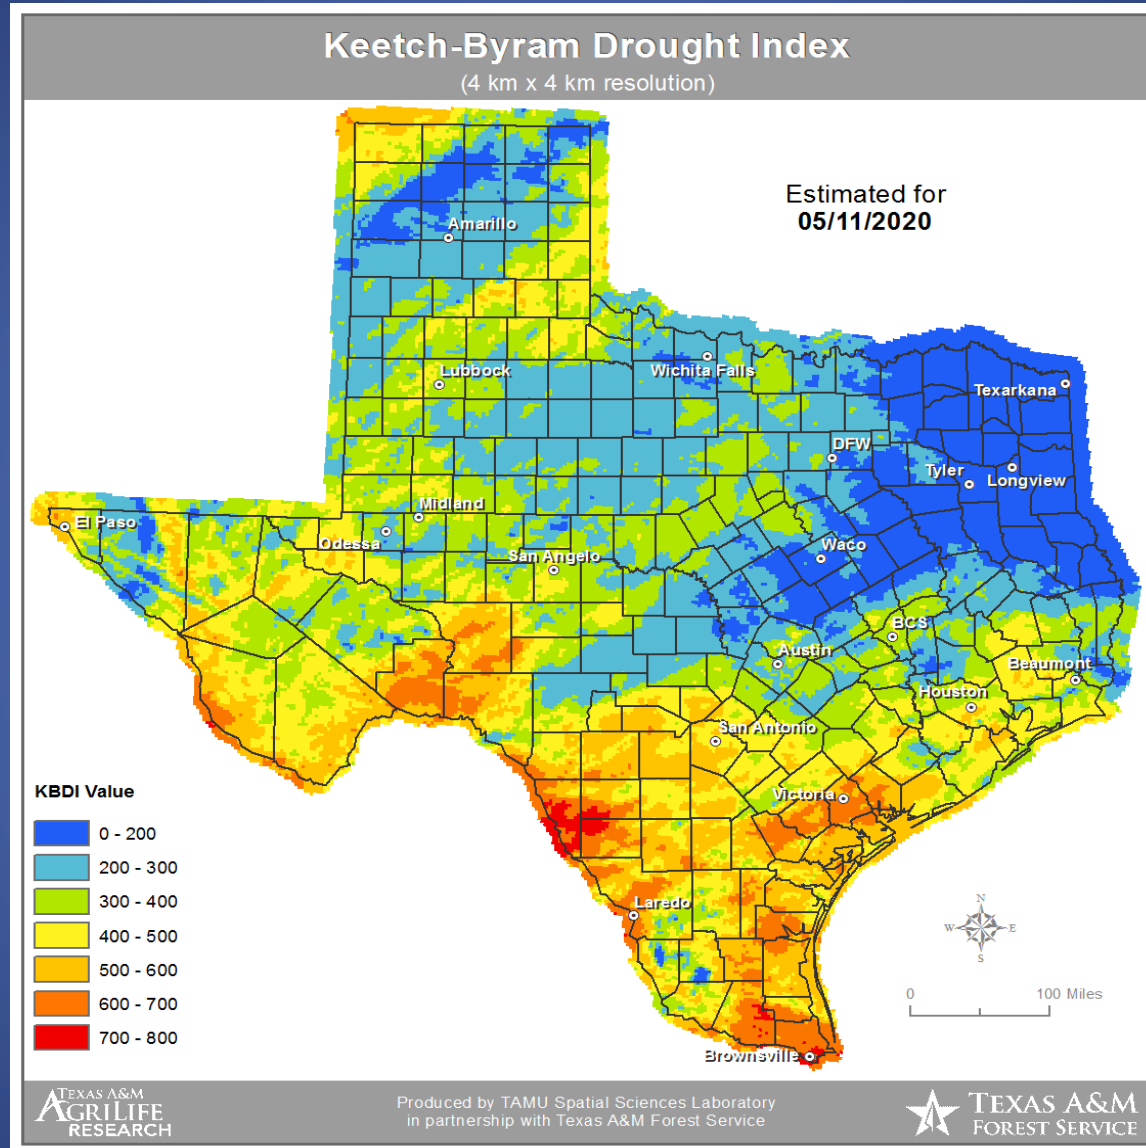 Keetch-Byram Drought Index
(4 km x 4 km resolution)
Estimated for
05/11/2020
Amarillo
Lubbock
Wichita Falls
Texarkana
DFW
Tyler
Longview
Midland
El Paso
Odessa
San Angelo
Waco
BCS
Austin
Beaumont
Houston
San Antonio
Victoria
Laredo
Brownsville
KBDI Value
0 - 200
200 - 300
300 - 400
400 - 500
500 - 600
600 - 700
700 - 800
N
W E
S
0 100 Miles
TEXAS A&M
AGRILIFE
RESEARCH
Produced by TAMU Spatial Sciences Laboratory
in partnership with Texas A&M Forest Service
TEXAS A&M
FOREST SERVICE